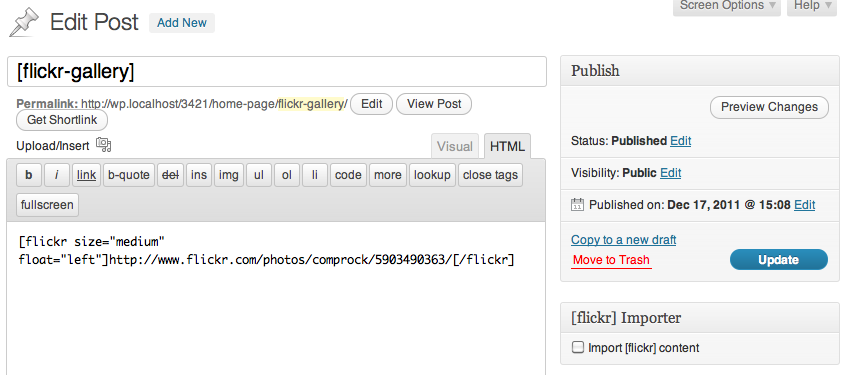 Screen Options
Help
Edit Post
Add New
[flickr-gallery]
Permalink: http://wp.localhost/3421/home-page/flickr-gallery/
Edit
View Post
Get Shortlink
Upload/Insert
Visual
HTML
b
i
link
b-quote
del
ins
img
ul
ol
li
code
more
lookup
close tags
fullscreen
[flickr size="medium"
float="left"]http://www.flickr.com/photos/comprock/5903490363/[/flickr]
Publish
Preview Changes
Status: Published Edit
Visibility: Public Edit
11
Published on: Dec 17, 2011 @ 15:08 Edit
Copy to a new draft
Move to Trash
Update
[flickr] Importer
Import [flickr] content